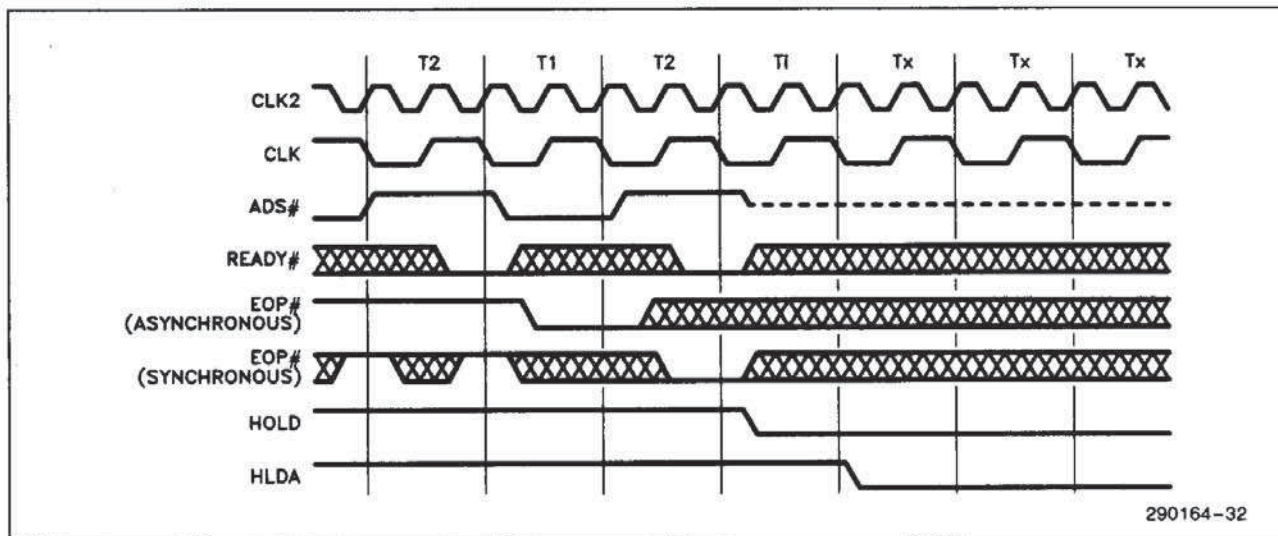 T2 T1 T2 Ti Tx Tx Tx
CLK2
CLK
ADS#
READY#
EOP#
(ASYNCHRONOUS)
EOP#
(SYNCHRONOUS)
HOLD
HLDA
290164-32